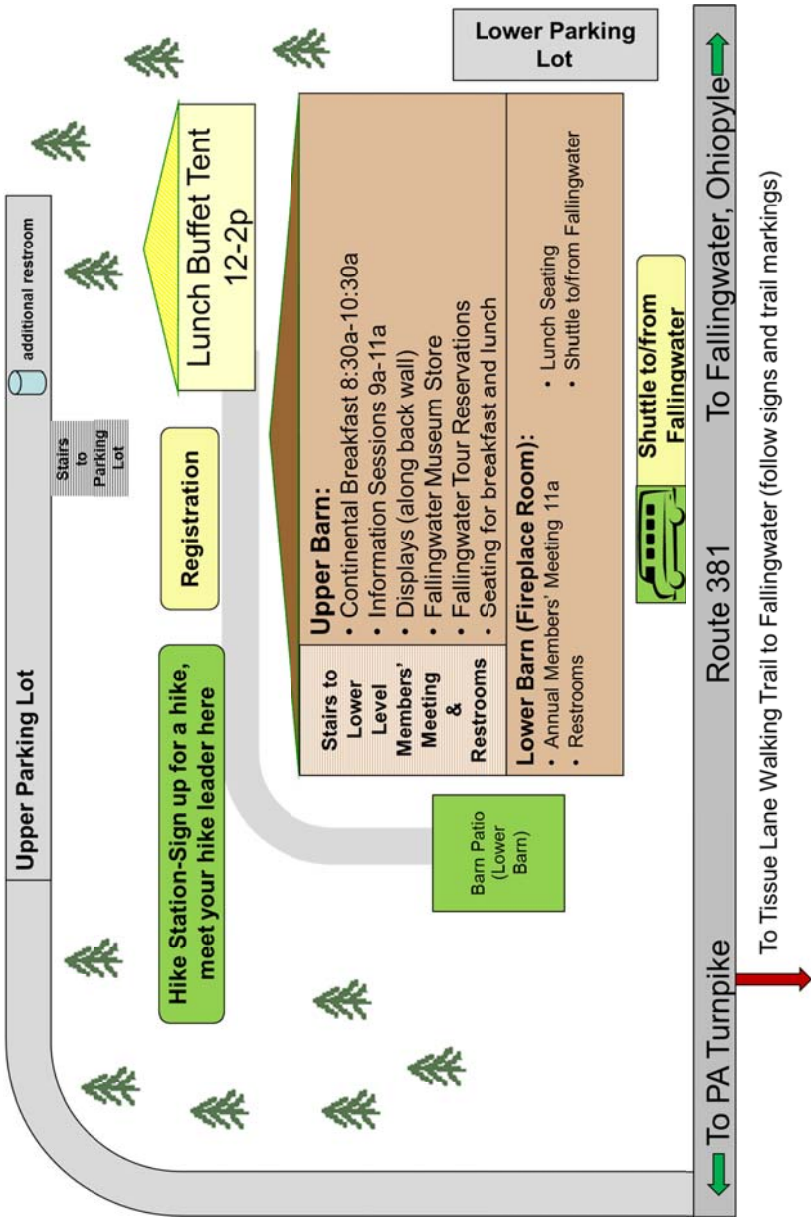 Upper Parking Lot
additional restroom
Stairs
to
Parking
Lot
Hike Station-Sign up for a hike,
meet your hike leader here
Registration
Lunch Buffet Tent
12-2p
Lower Parking
Lot
Stairs to
Lower
Level
Members’
Meeting
&
Restrooms
Upper Barn:
• Continental Breakfast 8:30a-10:30a
• Information Sessions 9a-11a
• Displays (along back wall)
• Fallingwater Museum Store
• Fallingwater Tour Reservations
• Seating for breakfast and lunch
Lower Barn (Fireplace Room):
• Annual Members’ Meeting 11a
• Restrooms
• Lunch Seating
• Shuttle to/from Fallingwater
Barn Patio
(Lower
Barn)
Shuttle to/from
Fallingwater
To PA Turnpike
Route 381
To Fallingwater, Ohiopyle
To Tissue Lane Walking Trail to Fallingwater (follow signs and trail markings)